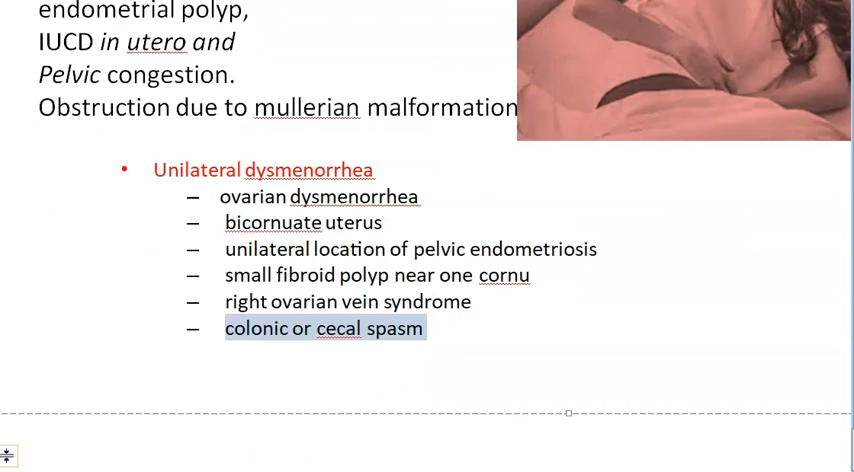 endometrial polyp,
IUCD in utero and
Pelvic congestion.
Obstruction due to mullerian malformation
• Unilateral dysmenorrhea
– ovarian dysmenorrhea
– bicornuate uterus
– unilateral location of pelvic endometriosis
– small fibroid polyp near one cornu
– right ovarian vein syndrome
– colonic or cecal spasm